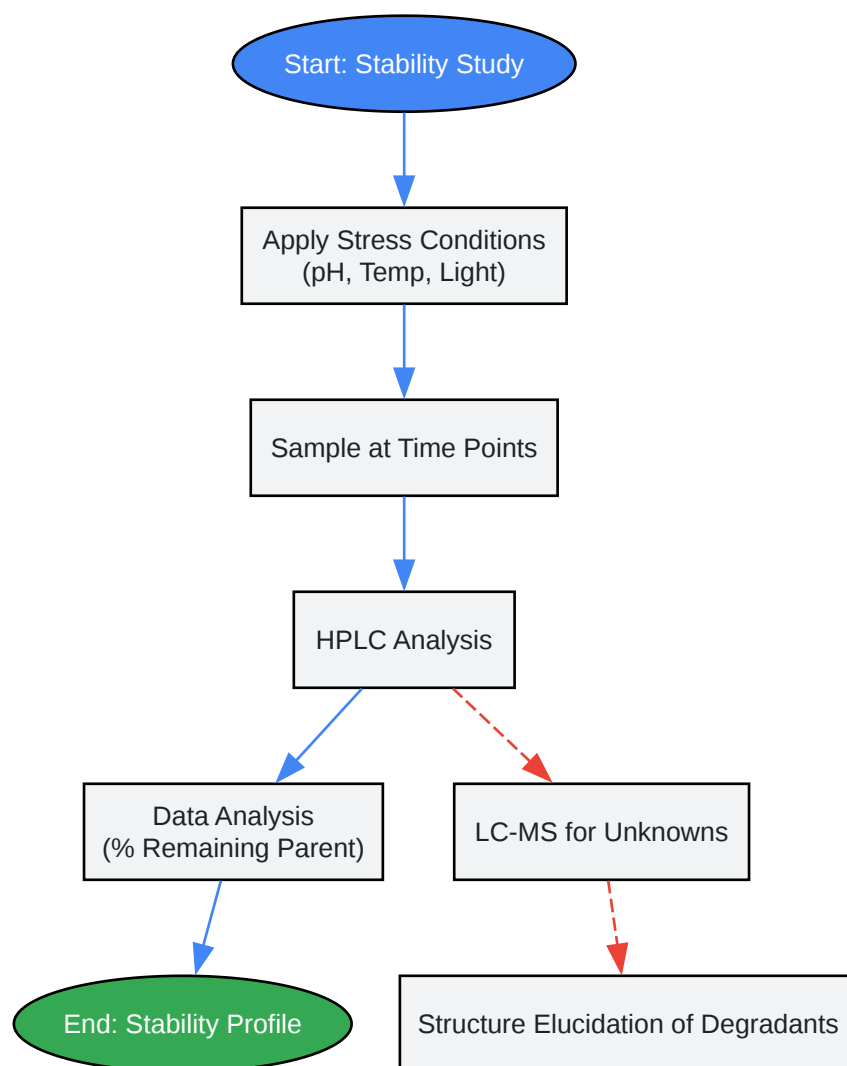 Start: Stability Study
Apply Stress Conditions
(pH, Temp, Light)
Sample at Time Points
HPLC Analysis
Data Analysis
(% Remaining Parent)
LC-MS for Unknowns
End: Stability Profile
Structure Elucidation of Degradants